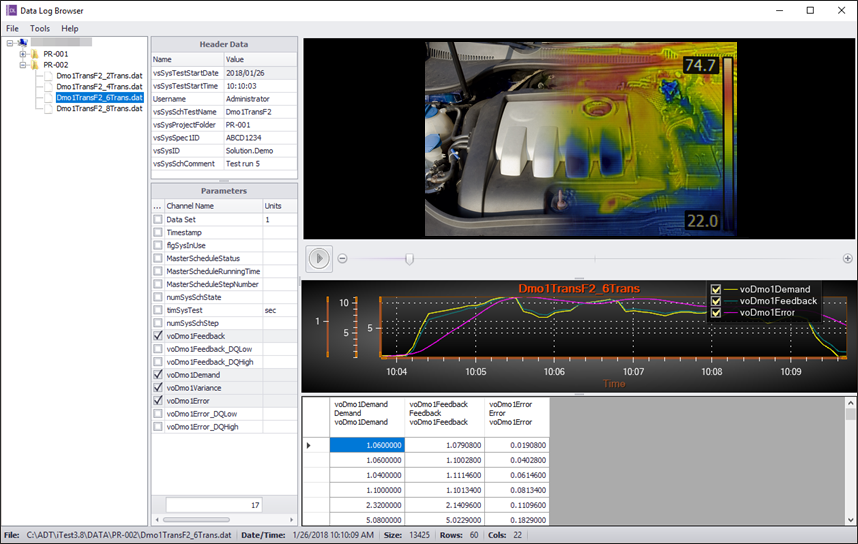 Data Log Browser
File Tools Help
PR-001
PR-002
Dmo1TransF2_2Trans.dat
Dmo1TransF2_4Trans.dat
Dmo1TransF2_6Trans.dat
Dmo1TransF2_8Trans.dat
Header Data
Name Value
vsSysTestStartDate 2018/01/26
vsSysTestStartTime 10:10:03
Username Administrator
vsSysSchTestName Dmo1TransF2
vsSysProjectFolder PR-001
vsSysSpec1ID ABCD1234
vsSysID Solution.Demo
vsSysSchComment Test run 5
Parameters
... Channel Name Units
Data Set 1
Timestamp
flgSysInUse
MasterScheduleStatus
MasterScheduleRunningTime
MasterScheduleStepNumber
numSysSchState
timSysTest sec
numSysSchStep
voDmo1Feedback
voDmo1Feedback_DQLow
voDmo1Feedback_DQHigh
voDmo1Demand
voDmo1Variance
voDmo1Error
voDmo1Error_DQLow
voDmo1Error_DQHigh
17
74.7
22.0
Dmo1TransF2_6Trans
voDmo1Demand
voDmo1Feedback
voDmo1Error
1
10
5
5
10:04 10:05 10:06 10:07 10:08 10:09
Time
voDmo1Demand voDmo1Feedback voDmo1Error
Demand Feedback Error
voDmo1Demand voDmo1Feedback voDmo1Error
1.0600000 1.0790800 0.0190800
1.0600000 1.1002800 0.0402800
1.0400000 1.1114600 0.0614600
1.1000000 1.1013400 0.0813400
2.3200000 2.1409600 0.1109600
5.0800000 5.0229000 0.1829000
File: C:\ADT\iTest3.8\DATA\PR-002\Dmo1TransF2_6Trans.dat Date/Time: 1/26/2018 10:10:09 AM Size: 13425 Rows: 60 Cols: 22